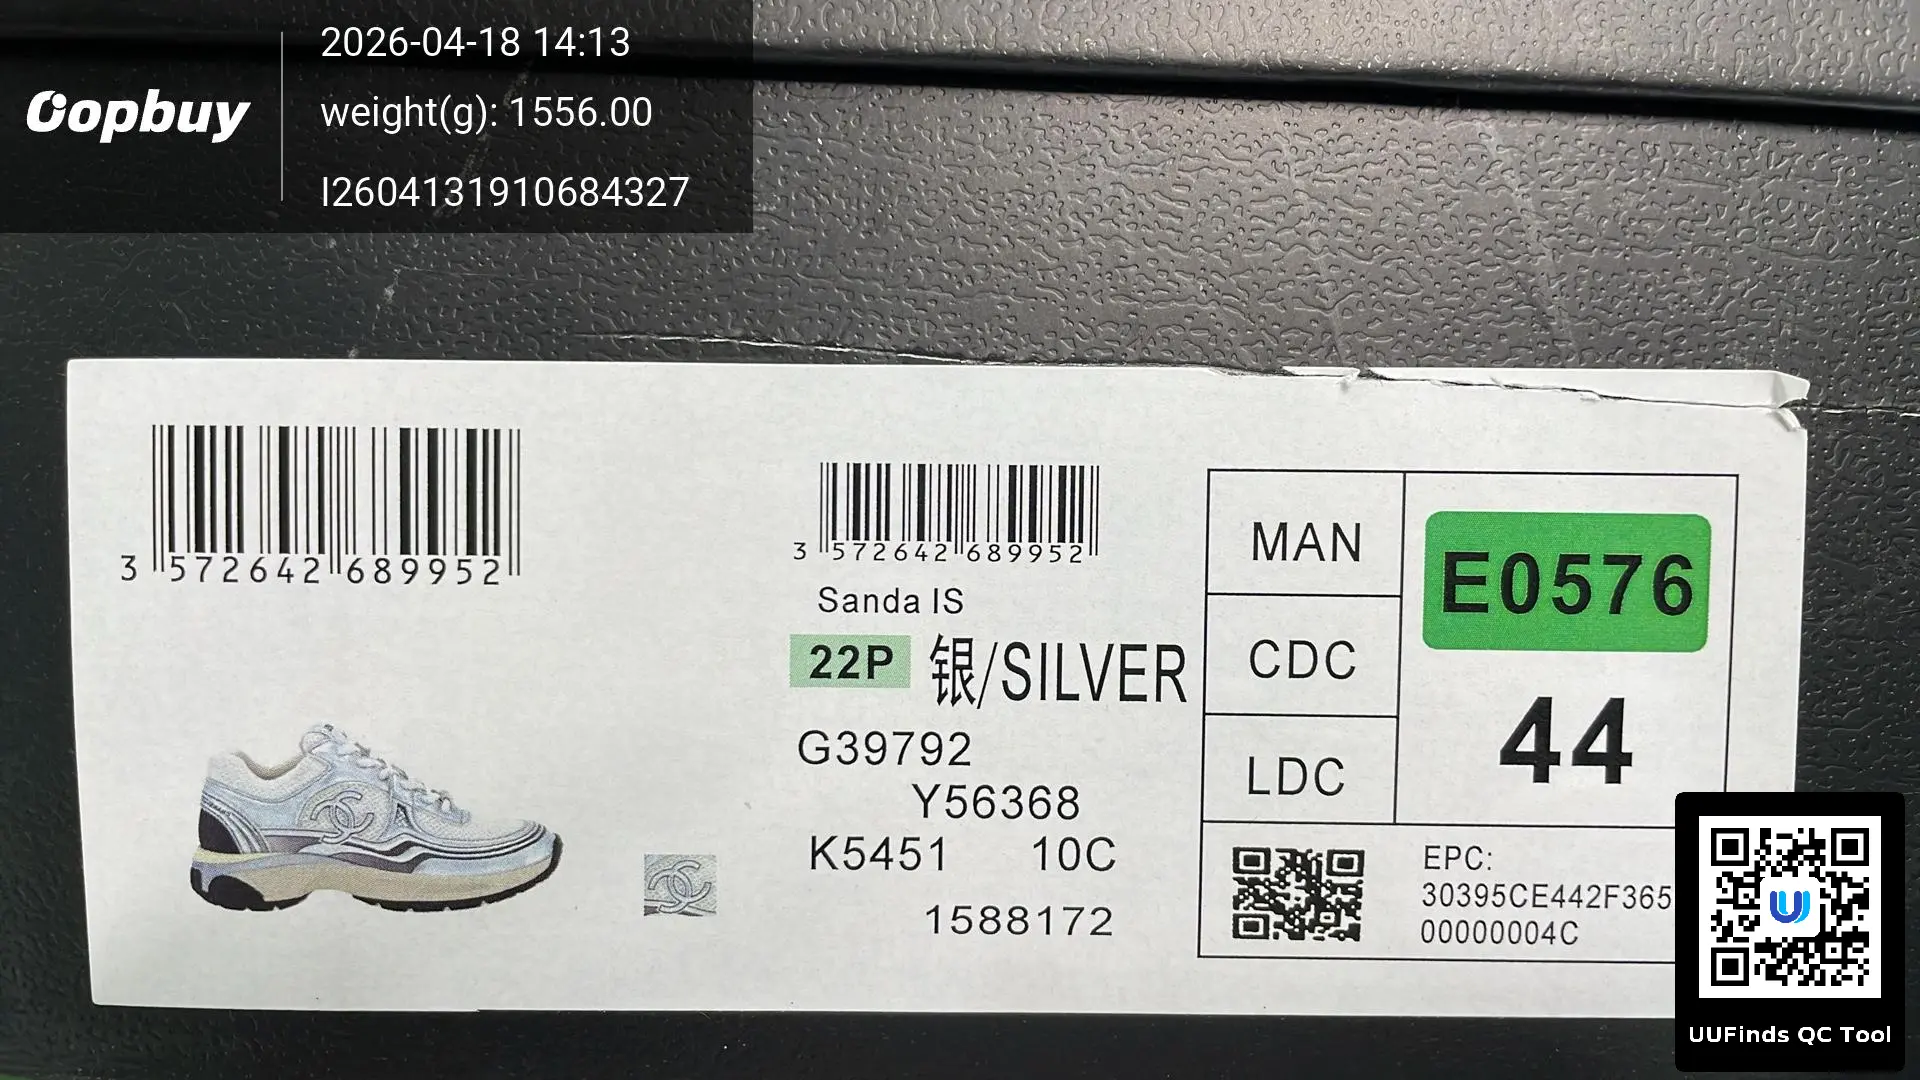 Oopbuy
2026-04-18 14:13
weight(g): 1556.00
I2604131910684327
3 572642 689952
3 572642 689952
Sanda IS
22P 银/SILVER
G39792
Y56368
K5451 10C
1588172
MAN
CDC
LDC
E0576
44
EPC:
30395CE442F365
00000004C
UUFinds QC Tool